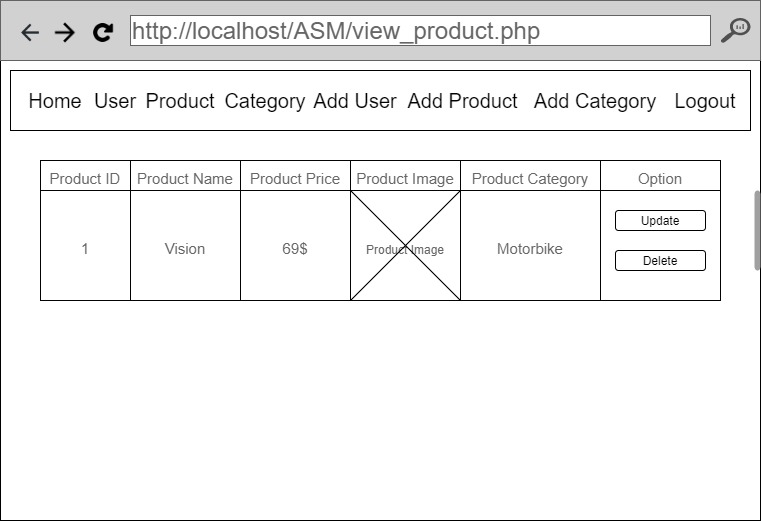 http://localhost/ASM/view_product.php
Home User Product Category Add User Add Product Add Category Logout
Product ID Product Name Product Price Product Image Product Category Option
1 Vision 69$ Product Image Motorbike Update
Delete